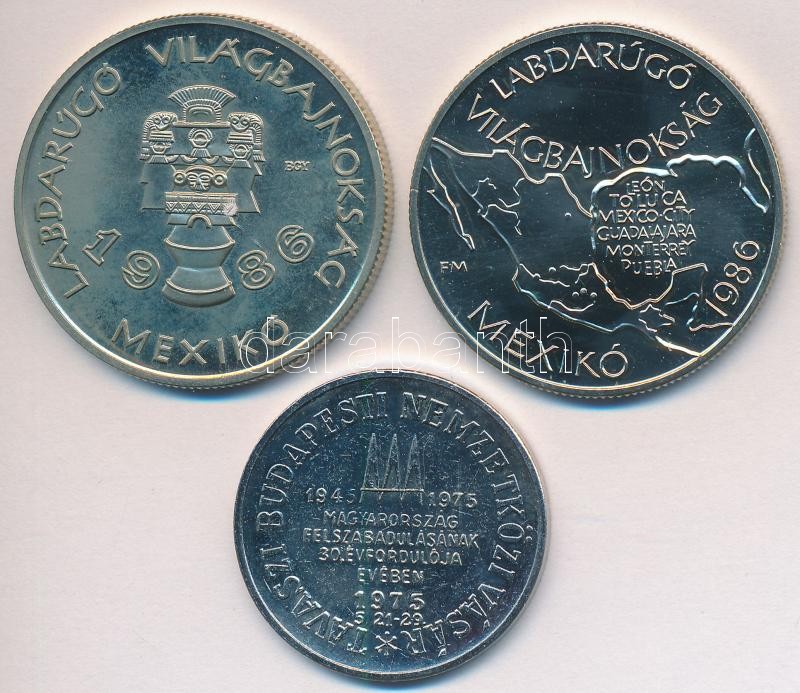 LABDARÚGÓ VILÁGBAJNOKSÁG
BGY
1986
MEXIKÓ
LABDARÚGÓ
VILÁGBAJNOKSÁG
LEÓN
TOLUCA
MEXICO-CITY
GUADALAJARA
MONTERREY
PUEBLA
FM
1986
MEXIKÓ
darabanth
TAVASZI BUDAPESTI NEMZETKÖZI VÁSÁR
1945 1975
MAGYARORSZÁG
FELSZABADULÁSÁNAK
30.ÉVFORDULÓJA
ÉVÉBEN
1975
5 21-29